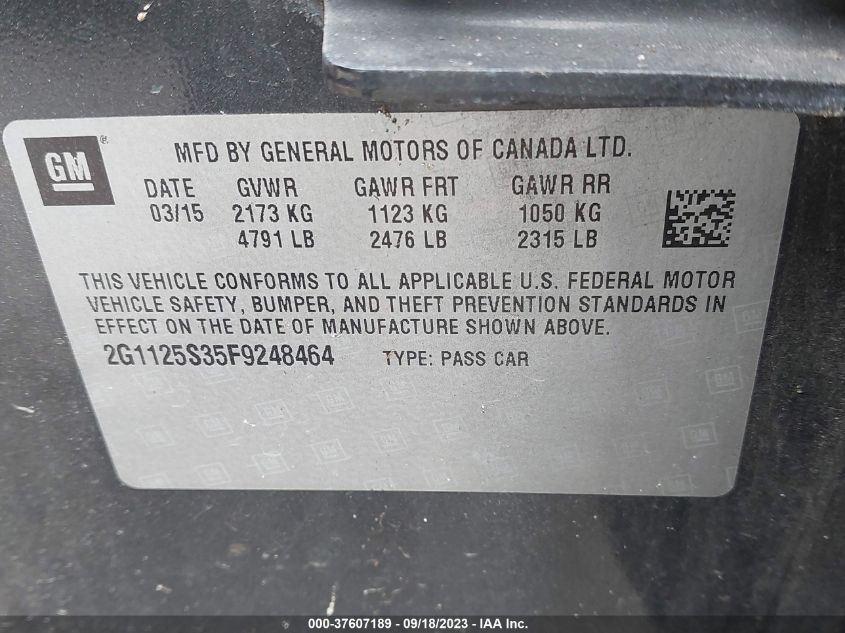 GM
MFD BY GENERAL MOTORS OF CANADA LTD.
DATE GVWR GAWR FRT GAWR RR
03/15 2173 KG 1123 KG 1050 KG
4791 LB 2476 LB 2315 LB
THIS VEHICLE CONFORMS TO ALL APPLICABLE U.S. FEDERAL MOTOR
VEHICLE SAFETY, BUMPER, AND THEFT PREVENTION STANDARDS IN
EFFECT ON THE DATE OF MANUFACTURE SHOWN ABOVE.
2G1125S35F9248464 TYPE: PASS CAR
000-37607189 - 09/18/2023 - IAA Inc.